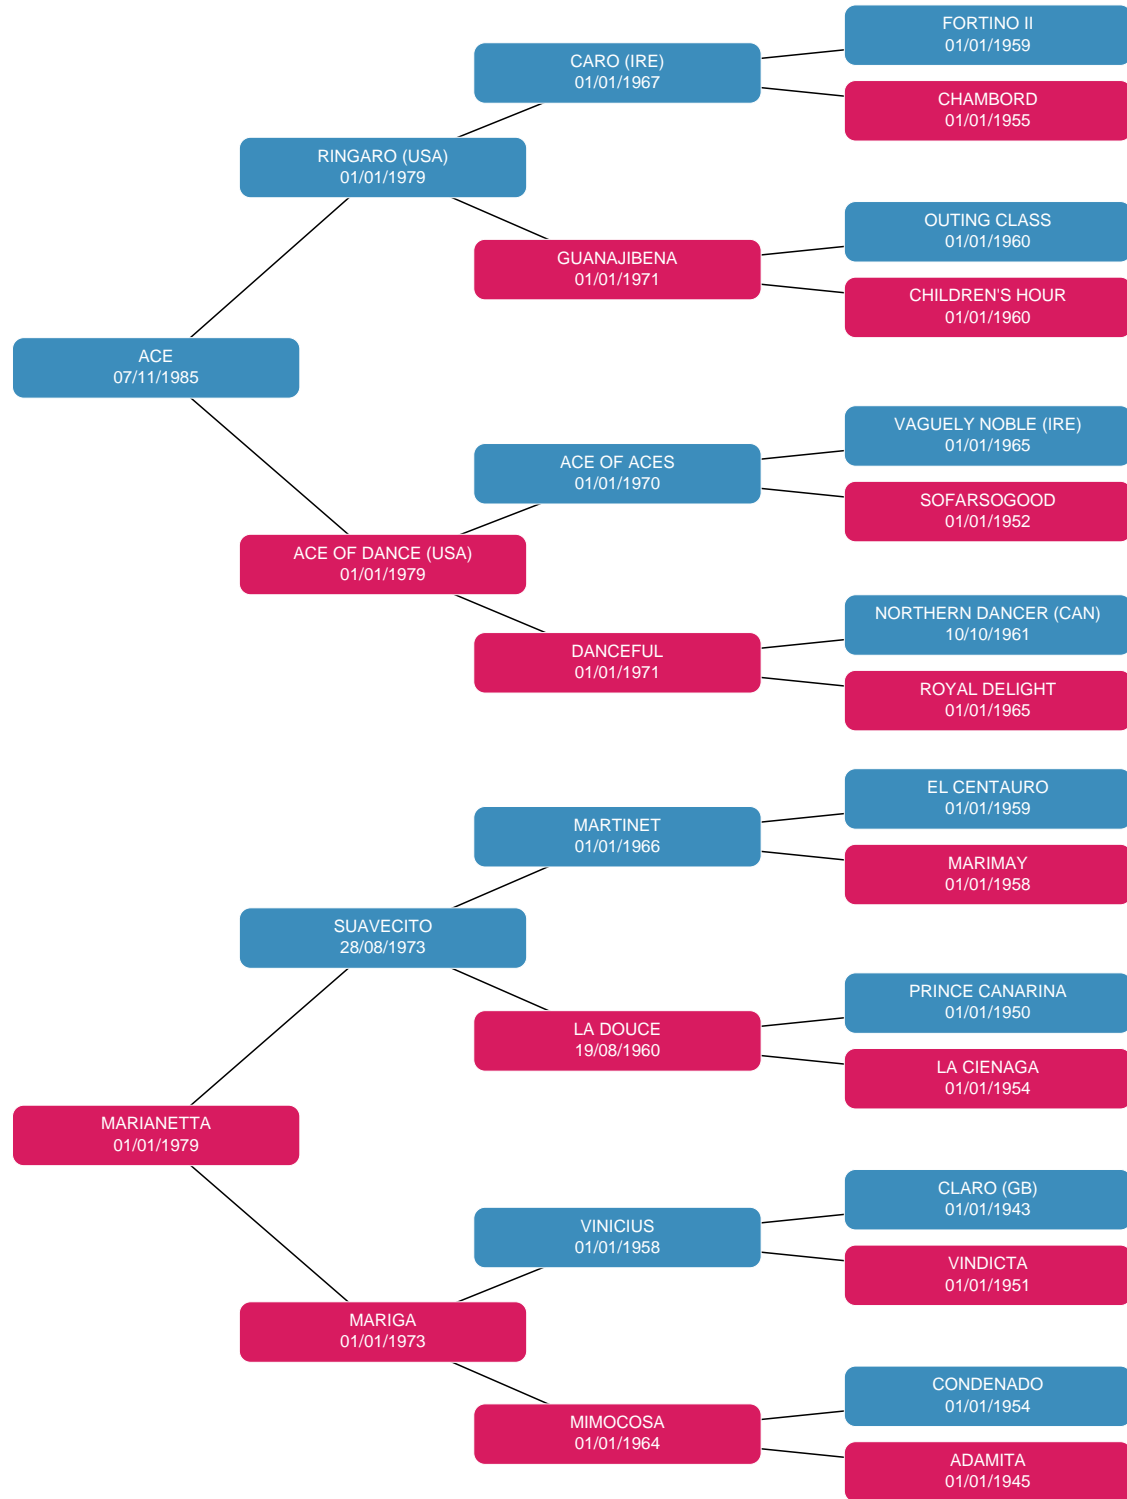 FORTINO II
01/01/1959
CARO (IRE)
01/01/1967
CHAMBORD
01/01/1955
RINGARO (USA)
01/01/1979
OUTING CLASS
01/01/1960
GUANAJIBENA
01/01/1971
CHILDREN'S HOUR
01/01/1960
ACE
07/11/1985
VAGUELY NOBLE (IRE)
01/01/1965
ACE OF ACES
01/01/1970
SOFARSOGOOD
01/01/1952
ACE OF DANCE (USA)
01/01/1979
NORTHERN DANCER (CAN)
10/10/1961
DANCEFUL
01/01/1971
ROYAL DELIGHT
01/01/1965
EL CENTAURO
01/01/1959
MARTINET
01/01/1966
MARIMAY
01/01/1958
SUAVECITO
28/08/1973
PRINCE CANARINA
01/01/1950
LA DOUCE
19/08/1960
LA CIENAGA
01/01/1954
MARIANETTA
01/01/1979
CLARO (GB)
01/01/1943
VINICIUS
01/01/1958
VINDICTA
01/01/1951
MARIGA
01/01/1973
CONDENADO
01/01/1954
MIMOCOSA
01/01/1964
ADAMITA
01/01/1945